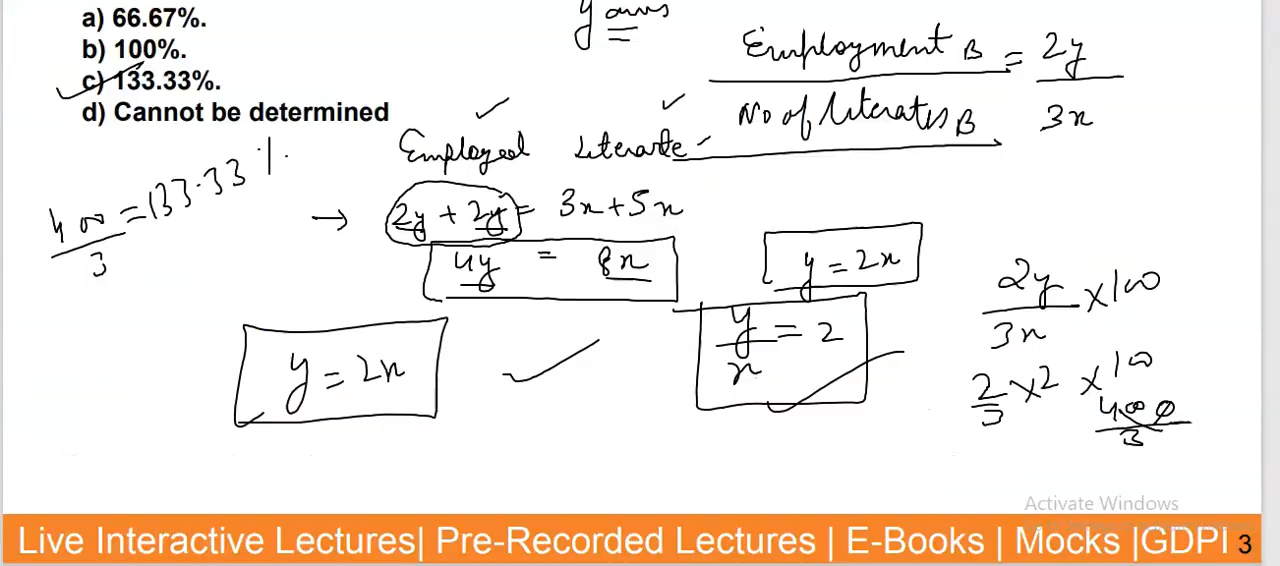 a) 66.67%.
b) 100%.
c) 133.33%.
d) Cannot be determined
Employment B / No of literates B = 2y / 3x
Employed Literate
400/3 = 133.33 %
→ 2y + 2y = 3x + 5x
4y = 8x
y = 2x
y = 2x
y/x = 2
2y/3x × 100
2/3 × 2 × 100
400/3
Activate Windows
Live Interactive Lectures| Pre-Recorded Lectures | E-Books | Mocks |GDPI 3